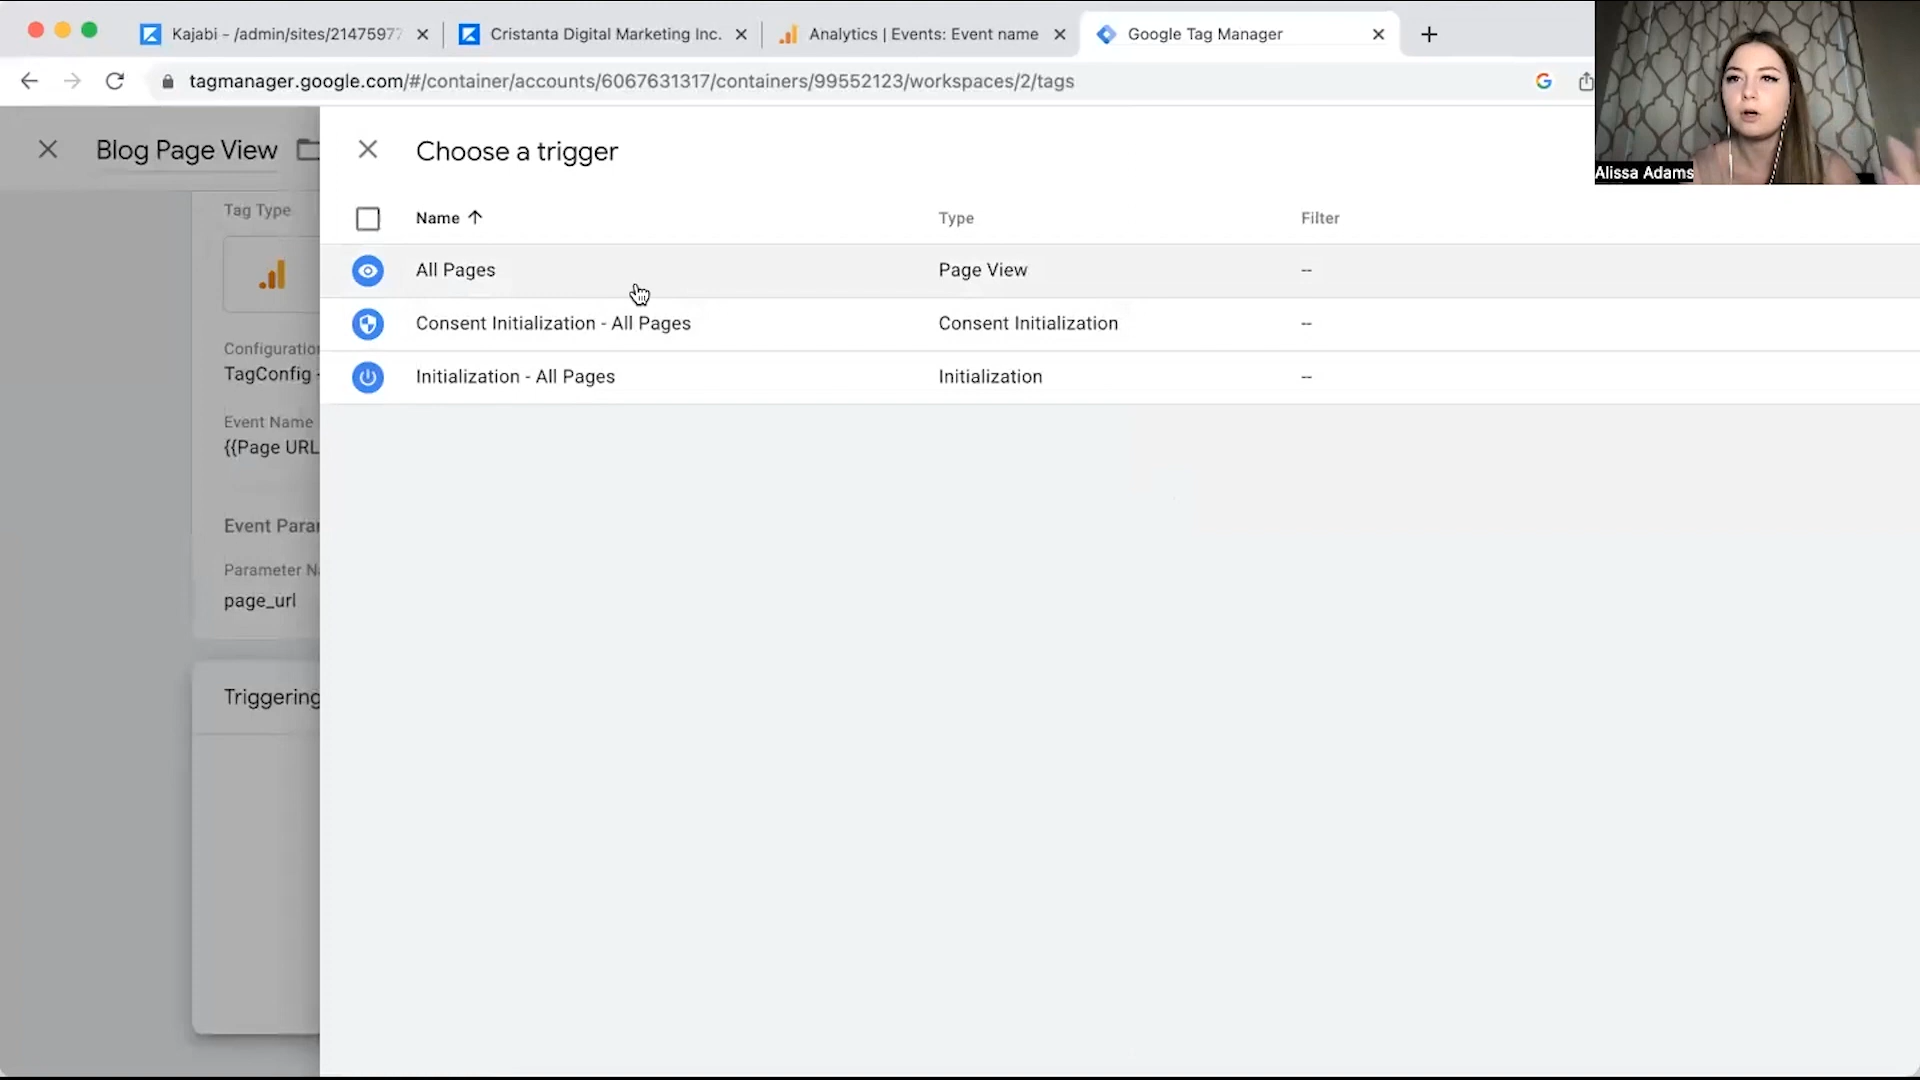 Kajabi - /admin/sites/21475977
Cristanta Digital Marketing Inc.
Analytics | Events: Event name
Google Tag Manager
tagmanager.google.com/#/container/accounts/6067631317/containers/99552123/workspaces/2/tags
Alissa Adams
Blog Page View
Choose a trigger
Name
Type
Filter
All Pages
Page View
--
Consent Initialization - All Pages
Consent Initialization
--
Initialization - All Pages
Initialization
--
Tag Type
Configuration
TagConfig -
Event Name
{{Page URL
Event Para
Parameter N
page_url
Triggering